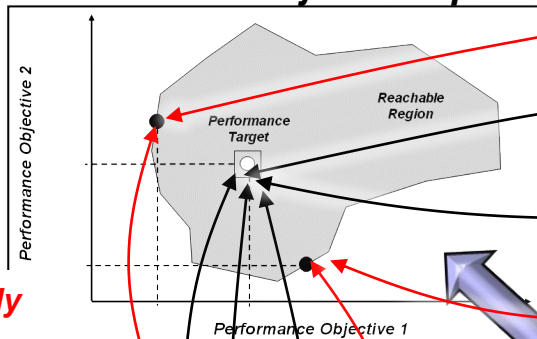 Performance Objective 2
Performance
Target
Reachable
Region
Performance Objective 1